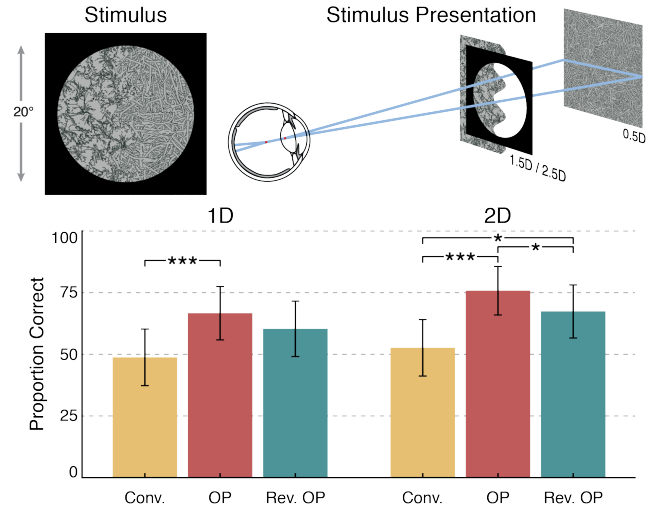 Stimulus
Stimulus Presentation
20°
0.5D
1.5D / 2.5D
1D
2D
Proportion Correct
100
75
50
25
0
***
***
*
*
Conv.
OP
Rev. OP
Conv.
OP
Rev. OP